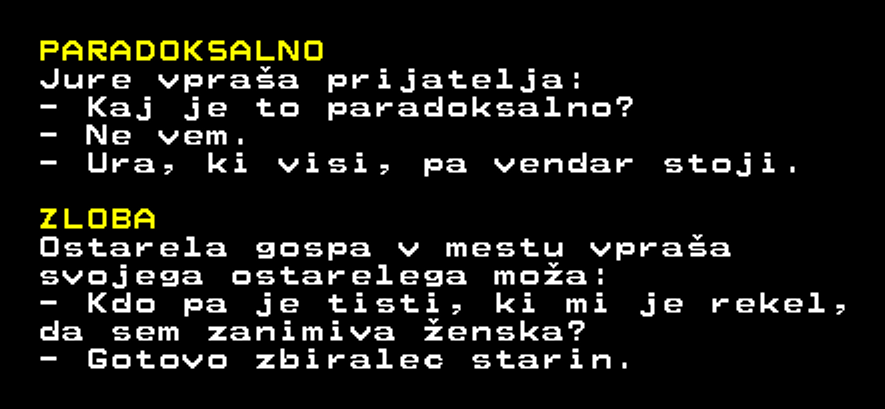 PARADOKSALNO
Jure vpraša prijatelja:
- Kaj je to paradoksalno?
- Ne vem.
- Ura, ki visi, pa vendar stoji.
ZLOBA
Ostarela gospa v mestu vpraša
svojega ostarelega moža:
- Kdo pa je tisti, ki mi je rekel,
da sem zanimiva ženska?
- Gotovo zbiralec starin.